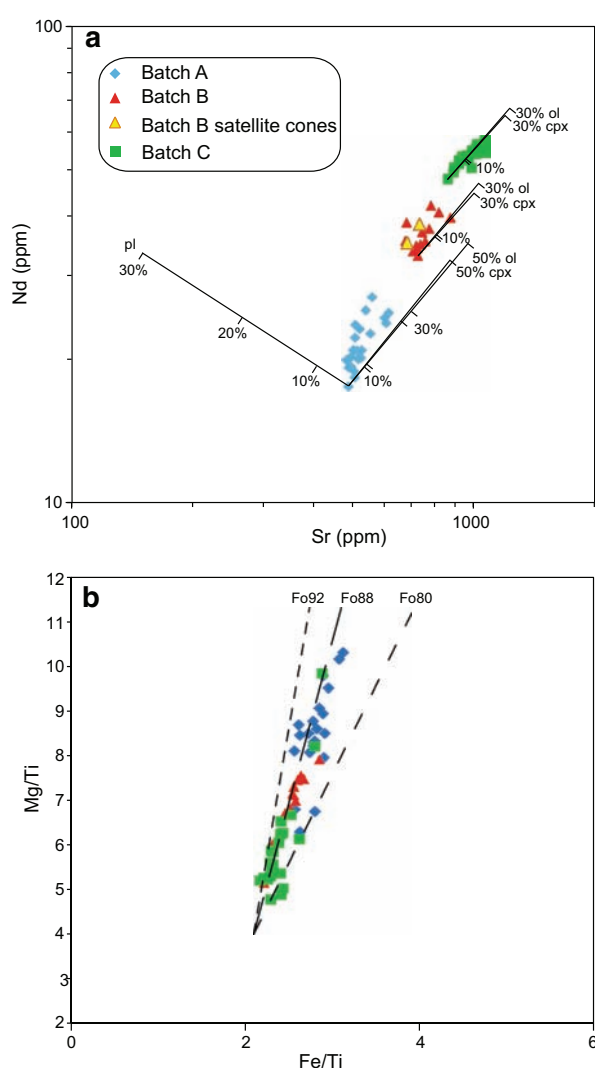 100
a
Batch A
Batch B
Batch B satellite cones
Batch C
30% ol
30% cpx
10%
30% ol
30% cpx
10%
50% ol
50% cpx
pl
30%
20%
30%
10%
10%
Nd (ppm)
10
100
1000
Sr (ppm)
12
b
Fo92
Fo88
Fo80
11
10
9
8
7
6
5
4
3
2
Mg/Ti
0
2
4
6
Fe/Ti